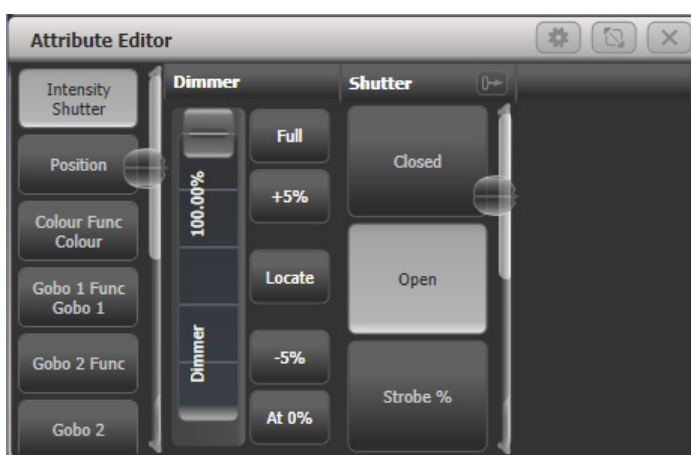 Attribute Editor
Intensity
Shutter
Position
Colour Func
Colour
Gobo 1 Func
Gobo 1
Gobo 2 Func
Gobo 2
Dimmer
100.00%
Dimmer
Full
+5%
Locate
-5%
At 0%
Shutter
Closed
Open
Strobe %